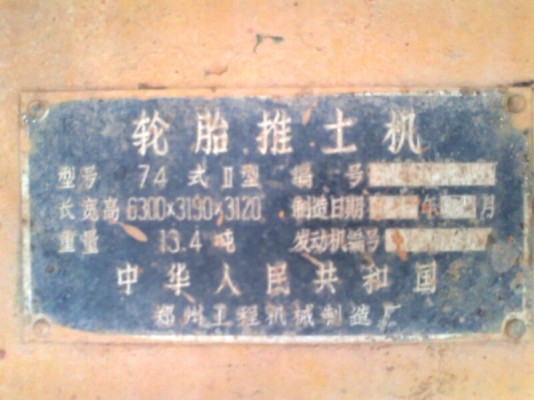 轮胎推土机
型号 74式Ⅱ型 编号
长宽高 6300×3190×3120 制造日期 年 月
重量 13.4吨 发动机编号
中华人民共和国
郑州工程机械制造厂